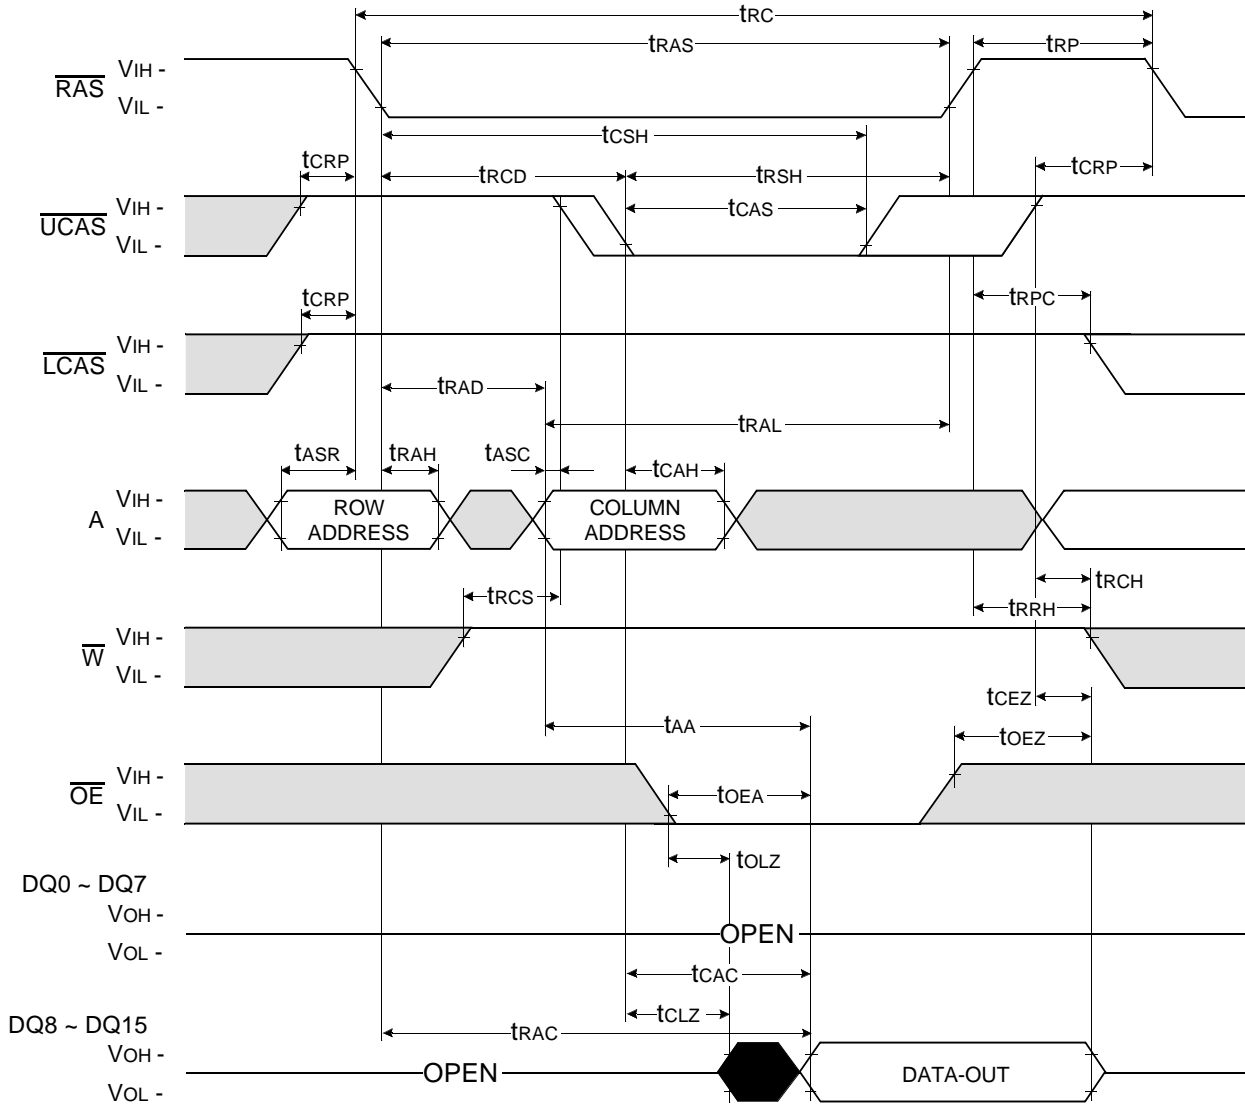 tRC
tRAS
tRP
RAS
VIH -
VIL -
tCSH
tCRP
tRCD
tRSH
tCRP
UCAS
VIH -
VIL -
tCAS
tCRP
tRPC
LCAS
VIH -
VIL -
tRAD
tRAL
tASR
tRAH
tASC
tCAH
A
VIH -
VIL -
ROW
ADDRESS
COLUMN
ADDRESS
tRCS
tRCH
tRRH
W
VIH -
VIL -
tCEZ
tAA
tOEZ
OE
VIH -
VIL -
tOEA
tOLZ
DQ0 ~ DQ7
VOH -
VOL -
OPEN
tCAC
tCLZ
DQ8 ~ DQ15
tRAC
VOH -
VOL -
OPEN
DATA-OUT